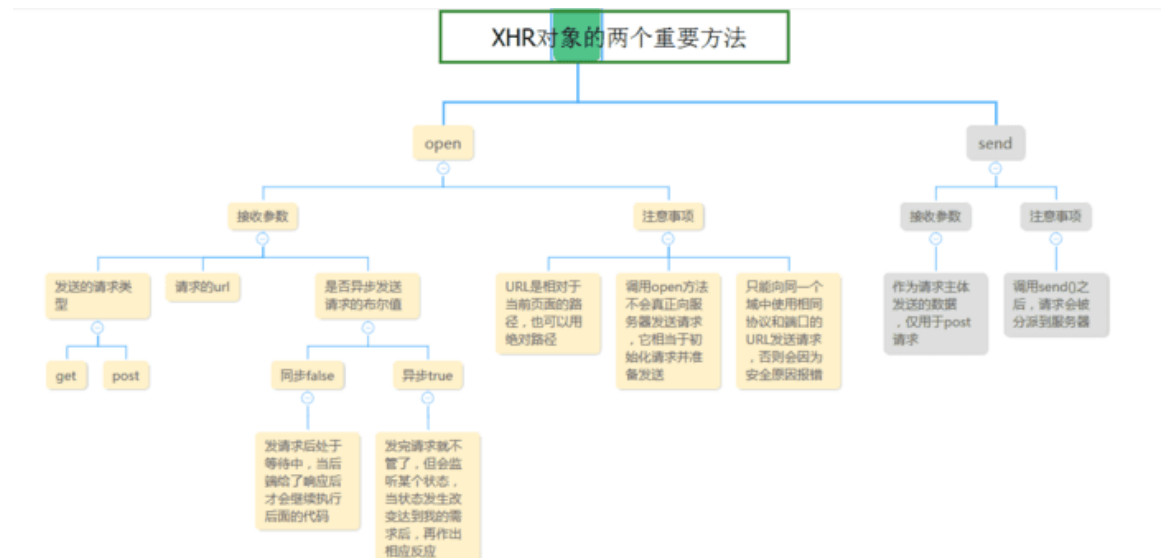 XHR对象的两个重要方法
open
send
接收参数
注意事项
接收参数
注意事项
发送的请求类
型
请求的url
是否异步发送
请求的布尔值
URL是相对于
当前页面的路
径，也可以用
绝对路径
调用open方法
不会真正向服
务器发送请求
，它相当于初
始化请求并准
备发送
只能向同一个
域中使用相同
协议和端口的
URL发送请求
，否则会因为
安全原因报错
作为请求主体
发送的数据
，仅用于post
请求
调用send()之
后，请求会被
分派到服务器
get
post
同步false
异步true
发请求后处于
等待中，当后
端给了响应后
才会继续执行
后面的代码
发完请求就不
管了，但会监
听某个状态，
当状态发生改
变达到我的需
求后，再作出
相应反应